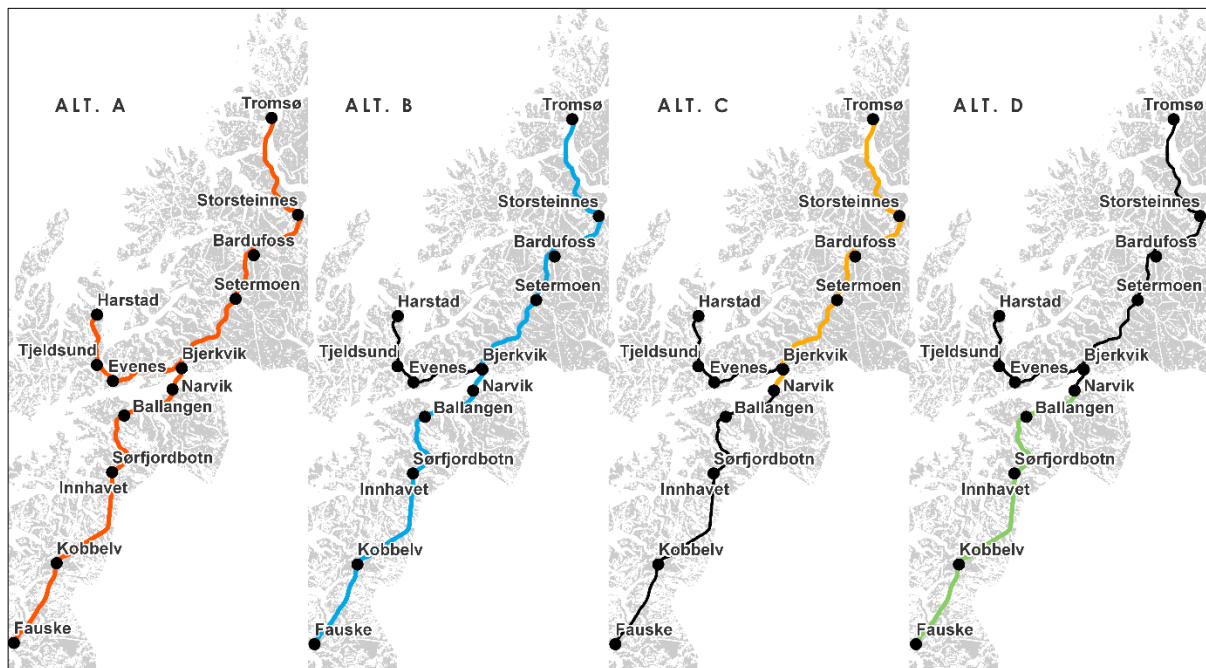 ALT. A
Tromsø
Storsteinnes
Bardufoss
Setermoen
Harstad
Tjeldsund
Evenes
Bjerkvik
Narvik
Ballangen
Sørfjordbotn
Innhavet
Kobbelv
Fauske
ALT. B
Tromsø
Storsteinnes
Bardufoss
Setermoen
Harstad
Tjeldsund
Evenes
Bjerkvik
Narvik
Ballangen
Sørfjordbotn
Innhavet
Kobbelv
Fauske
ALT. C
Tromsø
Storsteinnes
Bardufoss
Setermoen
Harstad
Tjeldsund
Evenes
Bjerkvik
Narvik
Ballangen
Sørfjordbotn
Innhavet
Kobbelv
Fauske
ALT. D
Tromsø
Storsteinnes
Bardufoss
Setermoen
Harstad
Tjeldsund
Evenes
Bjerkvik
Narvik
Ballangen
Sørfjordbotn
Innhavet
Kobbelv
Fauske